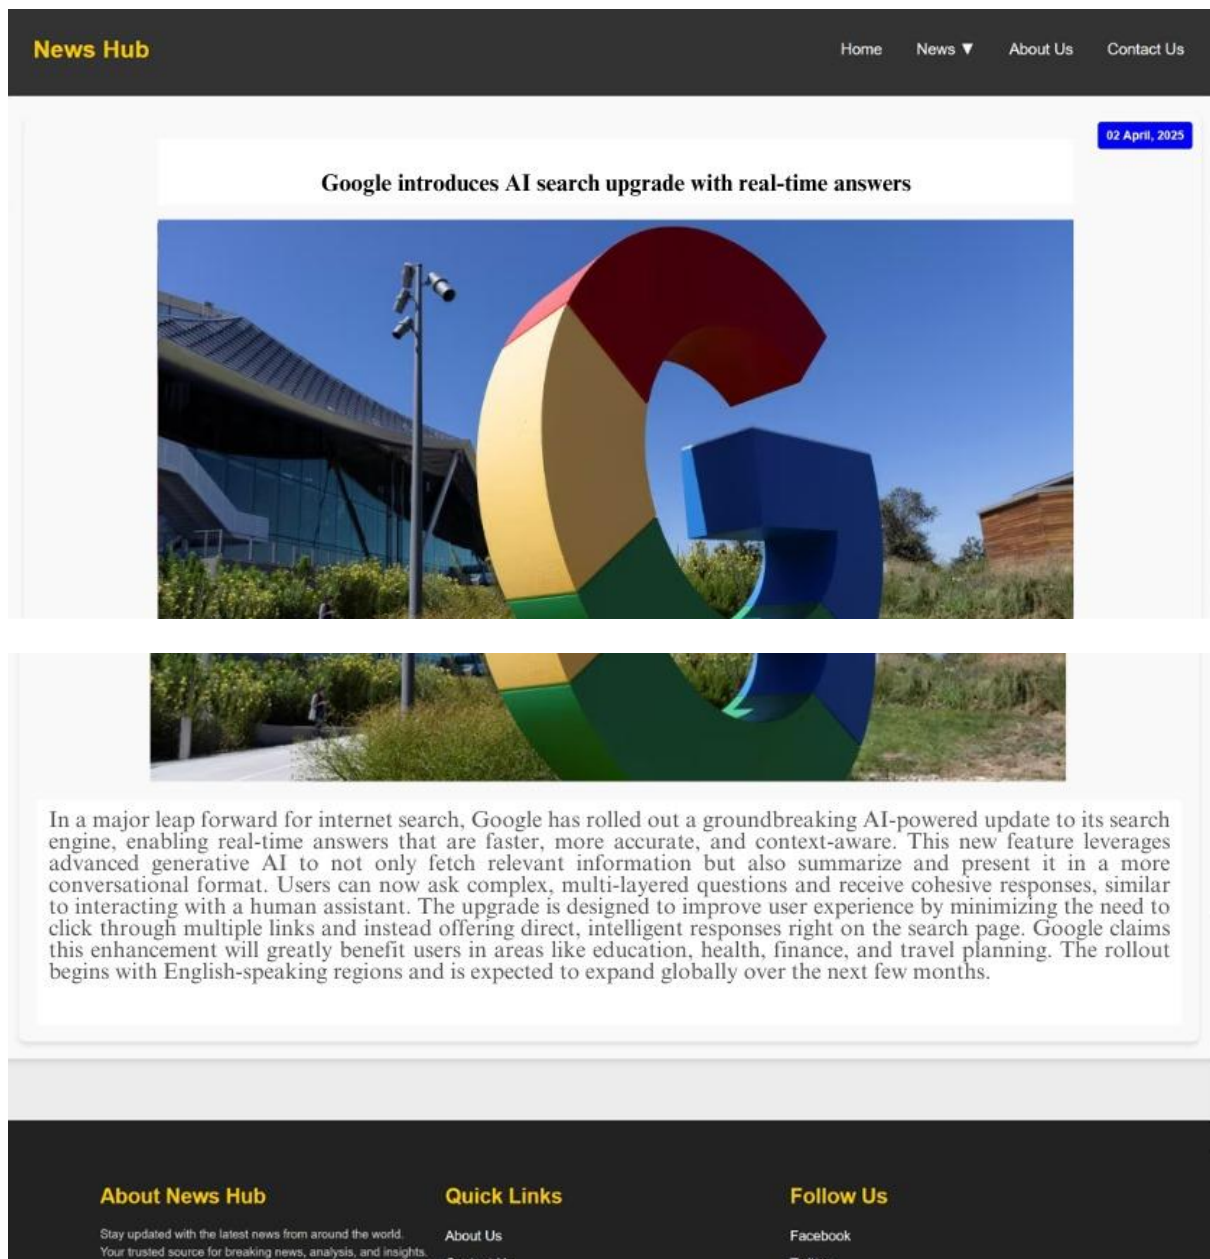 News Hub
Home News ▼ About Us Contact Us
02 April, 2025
Google introduces AI search upgrade with real-time answers
In a major leap forward for internet search, Google has rolled out a groundbreaking AI-powered update to its search
engine, enabling real-time answers that are faster, more accurate, and context-aware. This new feature leverages
advanced generative AI to not only fetch relevant information but also summarize and present it in a more
conversational format. Users can now ask complex, multi-layered questions and receive cohesive responses, similar
to interacting with a human assistant. The upgrade is designed to improve user experience by minimizing the need to
click through multiple links and instead offering direct, intelligent responses right on the search page. Google claims
this enhancement will greatly benefit users in areas like education, health, finance, and travel planning. The rollout
begins with English-speaking regions and is expected to expand globally over the next few months.
About News Hub
Stay updated with the latest news from around the world.
Your trusted source for breaking news, analysis, and insights.
Quick Links
About Us
Follow Us
Facebook